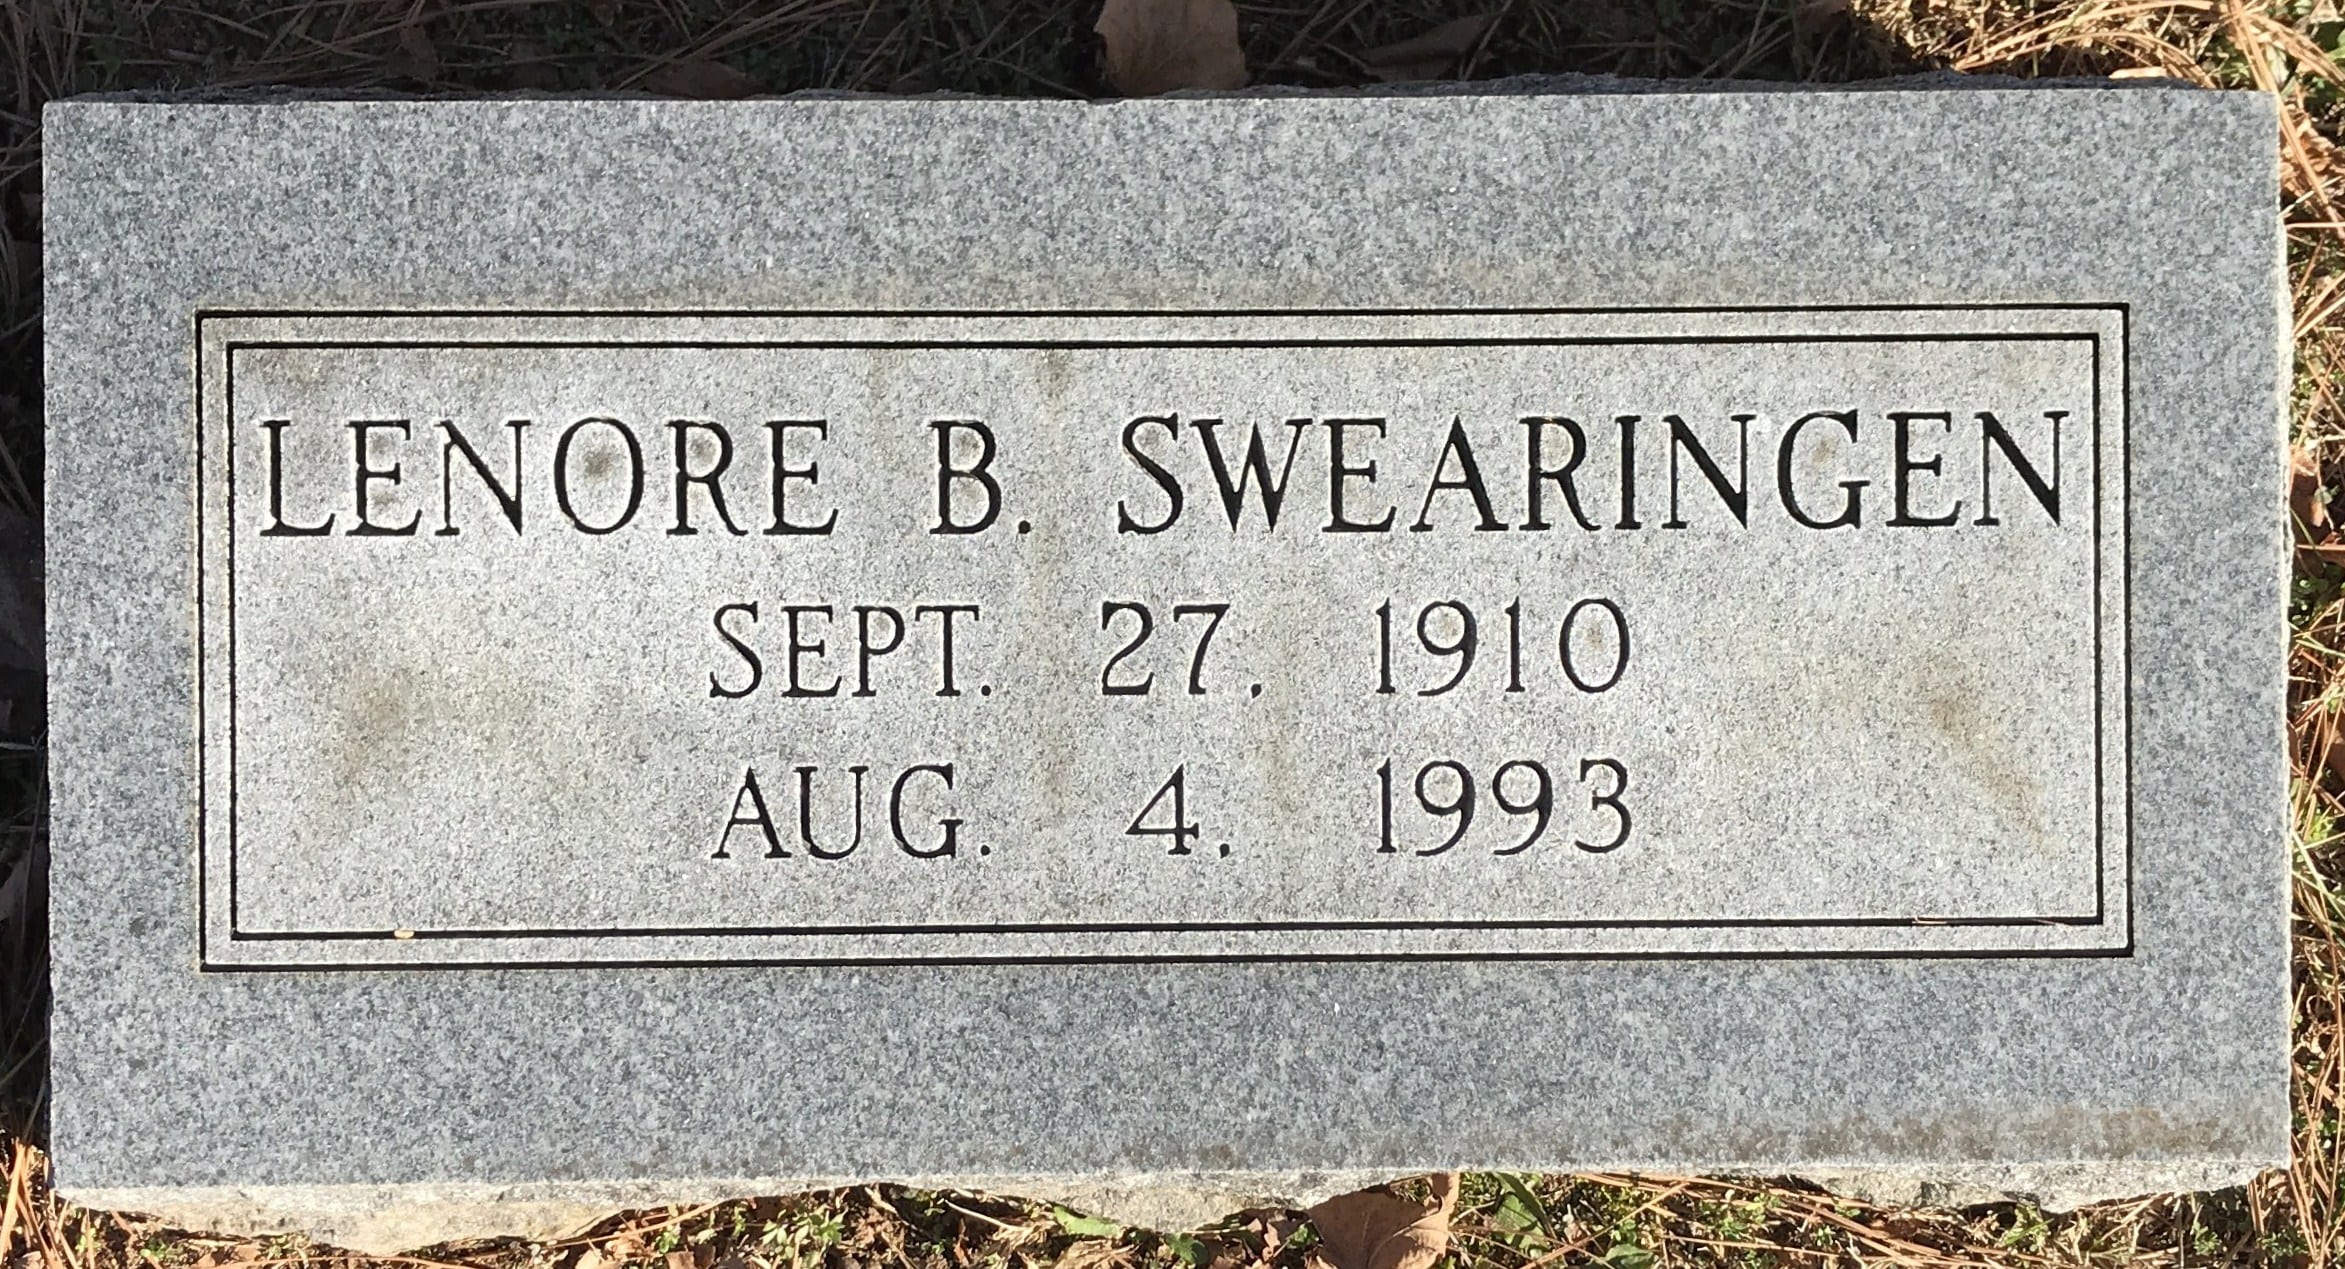 LENORE B. SWEARINGEN
SEPT. 27, 1910
AUG. 4, 1993